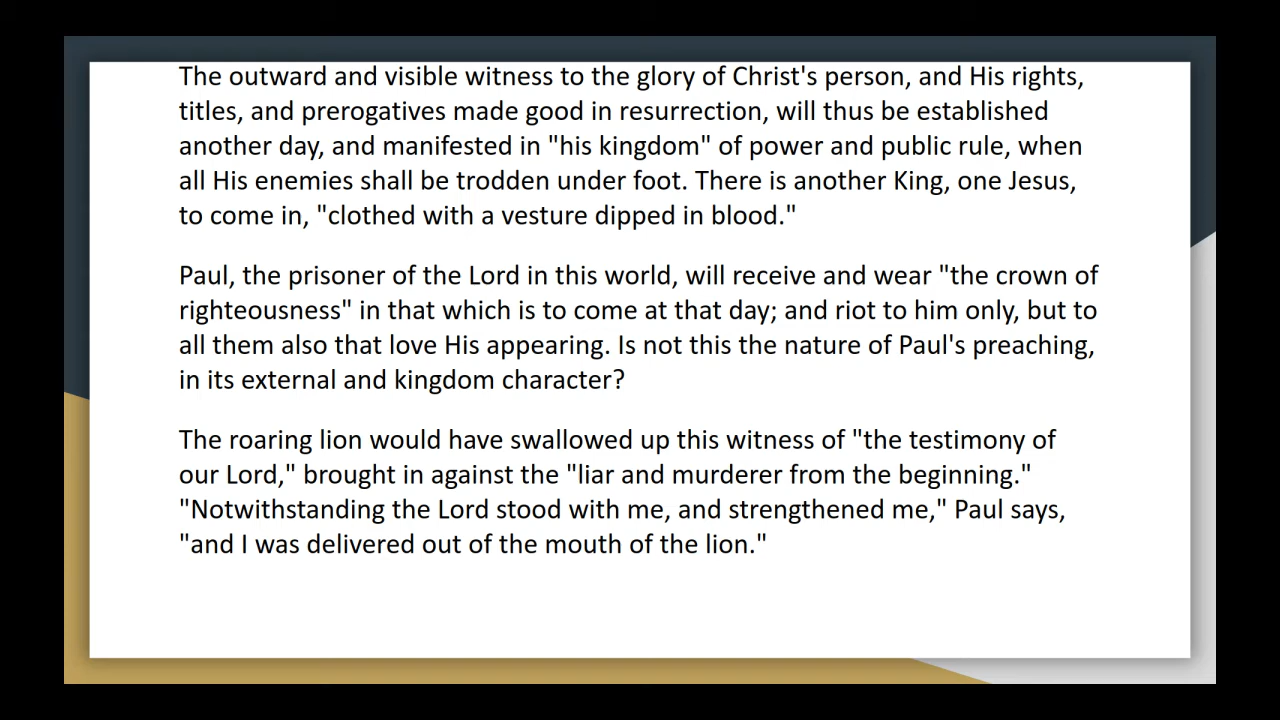 The outward and visible witness to the glory of Christ's person, and His rights,
titles, and prerogatives made good in resurrection, will thus be established
another day, and manifested in "his kingdom" of power and public rule, when
all His enemies shall be trodden under foot. There is another King, one Jesus,
to come in, "clothed with a vesture dipped in blood."
Paul, the prisoner of the Lord in this world, will receive and wear "the crown of
righteousness" in that which is to come at that day; and riot to him only, but to
all them also that love His appearing. Is not this the nature of Paul's preaching,
in its external and kingdom character?
The roaring lion would have swallowed up this witness of "the testimony of
our Lord," brought in against the "liar and murderer from the beginning."
"Notwithstanding the Lord stood with me, and strengthened me," Paul says,
"and I was delivered out of the mouth of the lion."